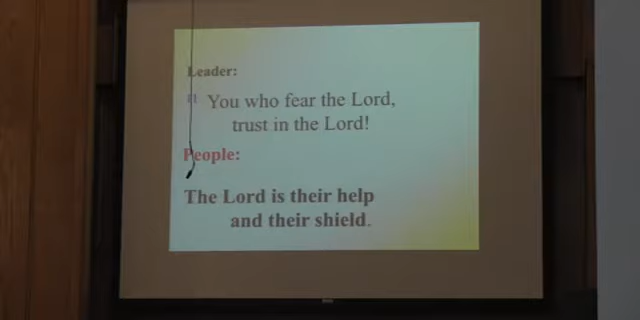 Leader:
11 You who fear the Lord,
trust in the Lord!
People:
The Lord is their help
and their shield.